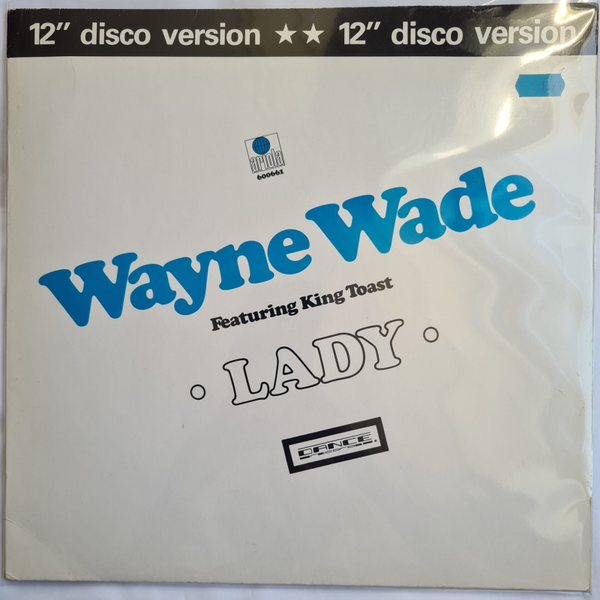 12" disco version ★★ 12" disco version
ariola
600661
Wayne Wade
Featuring King Toast
• LADY •
DANCE